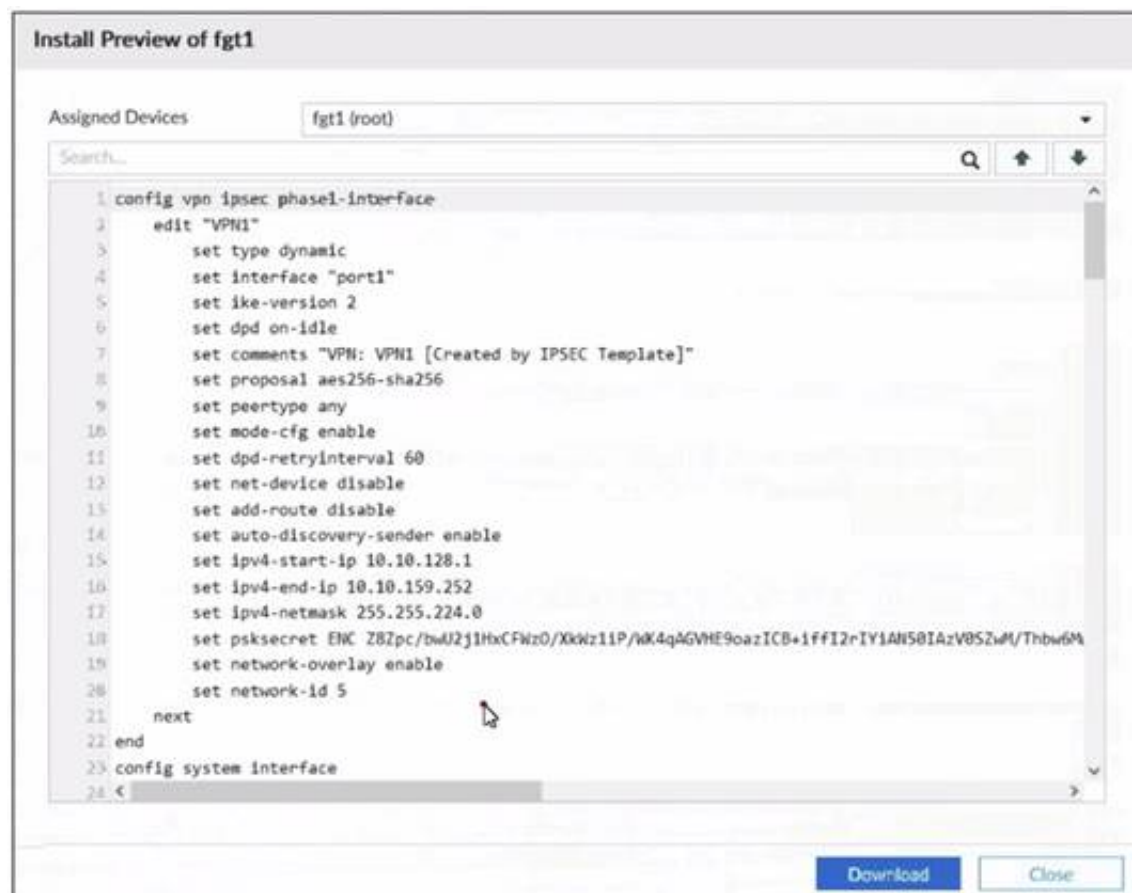 Install Preview of fgt1
Assigned Devices fgt1 (root)
Search...
1 config vpn ipsec phase1-interface
2 edit "VPN1"
3 set type dynamic
4 set interface "port1"
5 set ike-version 2
6 set dpd on-idle
7 set comments "VPN: VPN1 [Created by IPSEC Template]"
8 set proposal aes256-sha256
9 set peertype any
10 set mode-cfg enable
11 set dpd-retryinterval 60
12 set net-device disable
13 set add-route disable
14 set auto-discovery-sender enable
15 set ipv4-start-ip 10.10.128.1
16 set ipv4-end-ip 10.10.159.252
17 set ipv4-netmask 255.255.224.0
18 set psksecret ENC
19 set network-overlay enable
20 set network-id 5
21 next
22 end
23 config system interface
24
Download Close